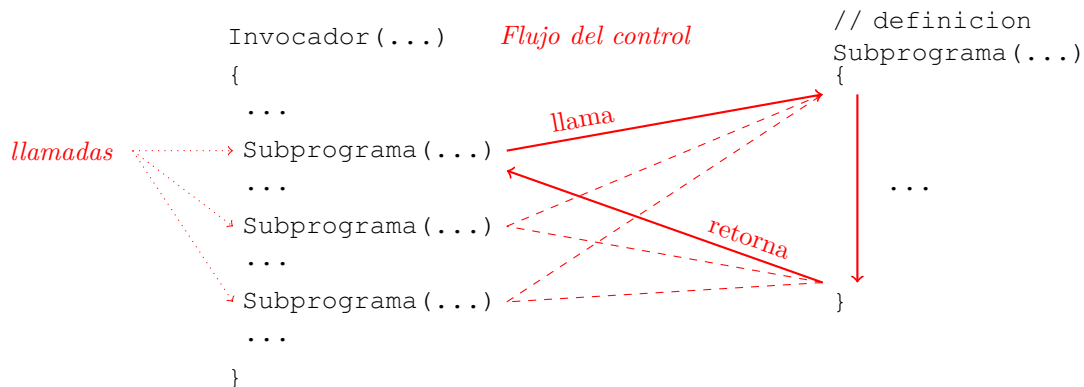 // definicion
Invocador(...) Flujo del control Subprograma(...)
{ {
...
llama
llamadas Subprograma(...)
... ...
Subprograma(...) retorna
...
Subprograma(...) }
...
}